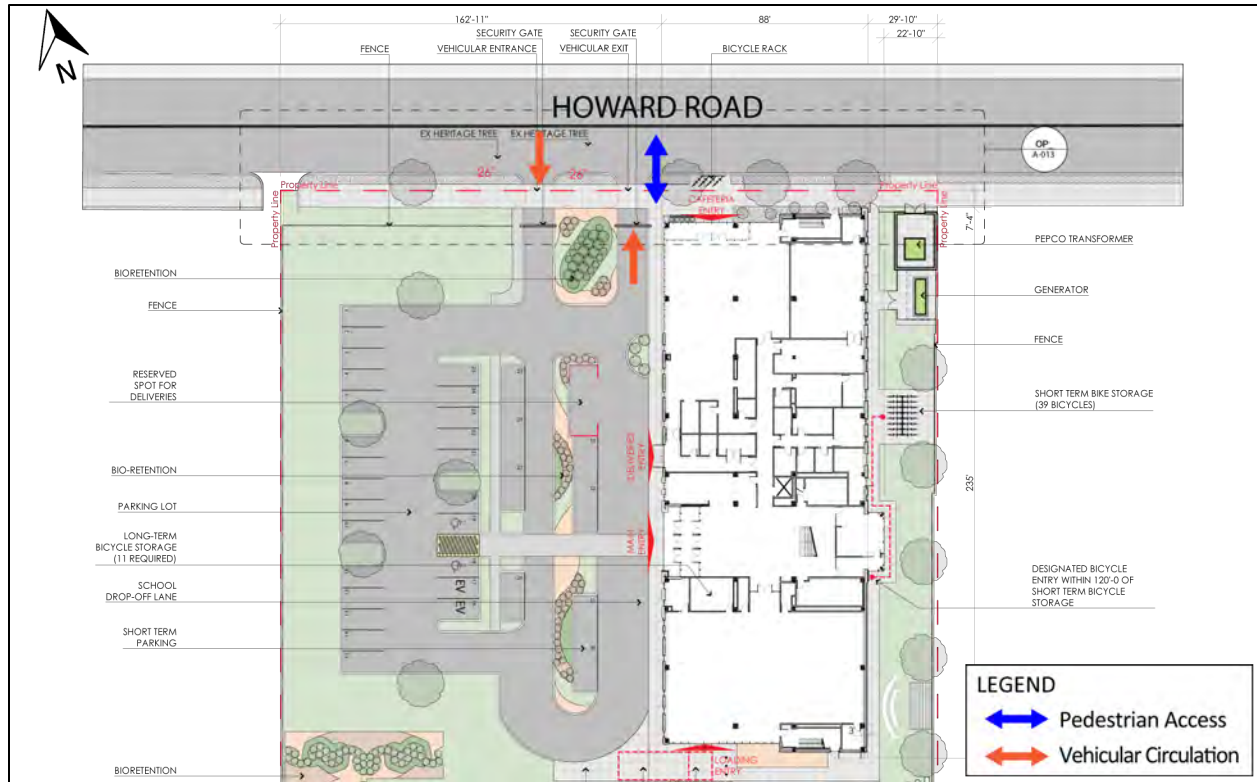 162'-11"
88'
29'-10"
22'-10"
SECURITY GATE
SECURITY GATE
FENCE
VEHICULAR ENTRANCE
VEHICULAR EXIT
BICYCLE RACK
N
HOWARD ROAD
EX HERITAGE TREE
EX HERITAGE TREE
OP
A-013
26"
26"
Property Line
Property Line
Property Line
Property Line
CAFETERIA
ENTRY
7'-4"
PEPCO TRANSFORMER
BIORETENTION
GENERATOR
FENCE
FENCE
RESERVED
SPOT FOR
DELIVERIES
SHORT TERM BIKE STORAGE
(39 BICYCLES)
DELIVERIES
ENTRY
BIO-RETENTION
235'
PARKING LOT
MAIN
ENTRY
LONG-TERM
BICYCLE STORAGE
(11 REQUIRED)
SCHOOL
DROP-OFF LANE
EV EV
DESIGNATED BICYCLE
ENTRY WITHIN 120'-0 OF
SHORT TERM BICYCLE
STORAGE
SHORT TERM
PARKING
3'
LOADING
ENTRY
BIORETENTION
LEGEND
Pedestrian Access
Vehicular Circulation